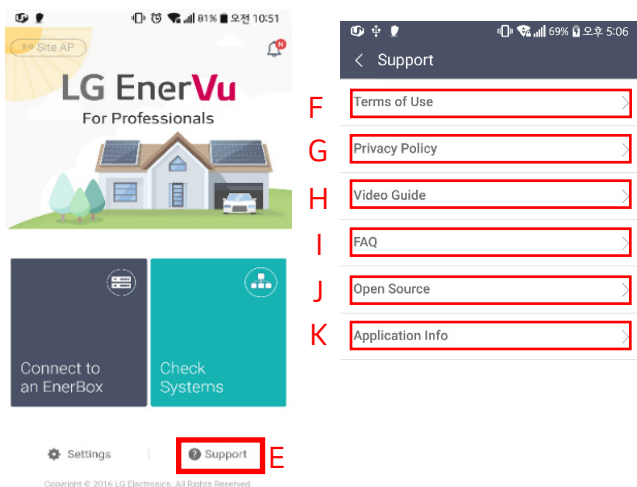 81% 오전 10:51
Site AP
N
LG EnerVu
For Professionals
Connect to
an EnerBox
Check
Systems
Settings
Support
E
Copyright © 2016 LG Electronics. All Rights Reserved
69% 오후 5:06
Support
F
Terms of Use
G
Privacy Policy
H
Video Guide
I
FAQ
J
Open Source
K
Application Info